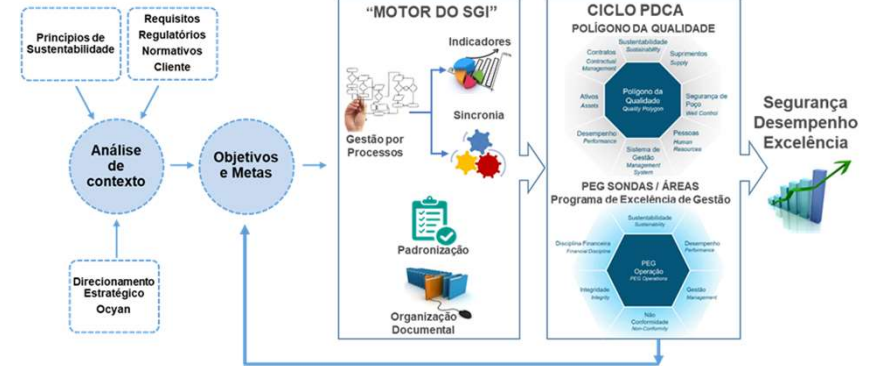 Princípios de
Sustentabilidade
Requisitos
Regulatórios
Normativos
Cliente
Análise
de
contexto
Objetivos
e Metas
Direcionamento
Estratégico
Ocyan
“MOTOR DO SGI”
Indicadores
Sincronia
Gestão por
Processos
Padronização
Organização
Documental
CICLO PDCA
POLÍGONO DA QUALIDADE
Sustentabilidade
Sustainability
Contratos
Contractual
Management
Suprimentos
Supply
Ativos
Assets
Polígono da
Qualidade
Quality Polygon
Segurança de
Poço
Well Control
Desempenho
Performance
Pessoas
Human
Resources
Sistema de
Gestão
Management
System
PEG SONDAS / ÁREAS
Programa de Excelência de Gestão
Sustentabilidade
Sustainability
Disciplina Financeira
Financial Discipline
Desempenho
Performance
PEG
Operação
PEG Operations
Integridade
Integrity
Gestão
Management
Não
Conformidade
Non-Conformity
Segurança
Desempenho
Excelência